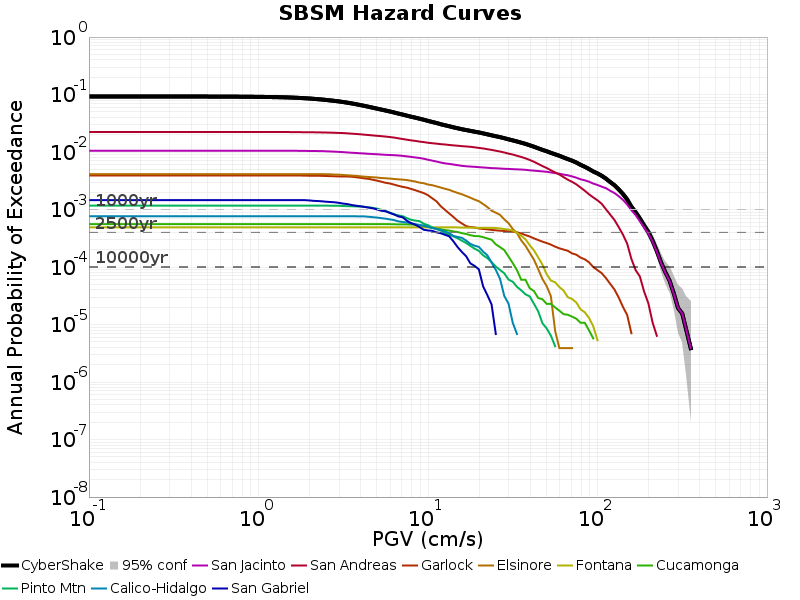 SBSM Hazard Curves
Annual Probability of Exceedance
10^0
10^-1
10^-2
10^-3
10^-4
10^-5
10^-6
10^-7
10^-8
1000yr
2500yr
10000yr
10^-1 10^0 10^1 10^2 10^3
PGV (cm/s)
CyberShake 95% conf San Jacinto San Andreas Garlock Elsinore Fontana Cucamonga
Pinto Mtn Calico-Hidalgo San Gabriel